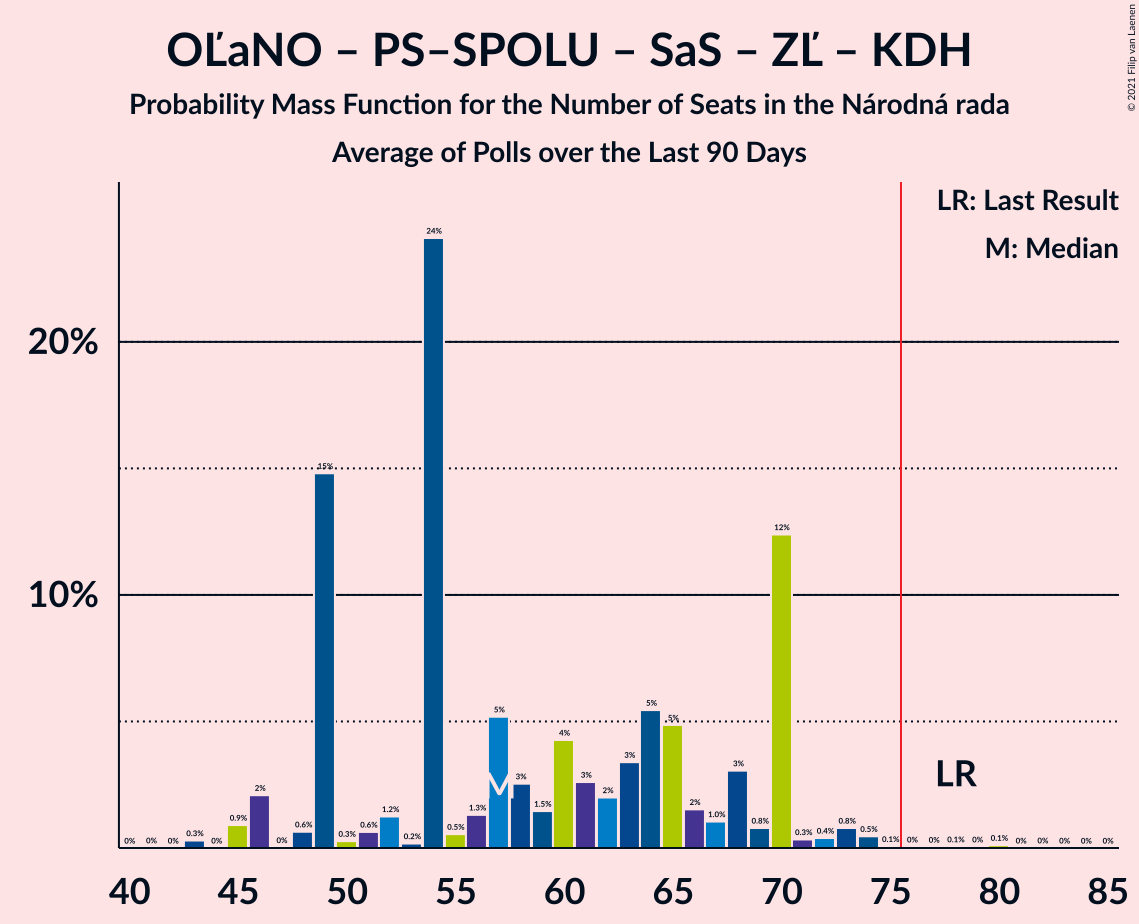 OĽaNO – PS–SPOLU – SaS – ZĽ – KDH
Probability Mass Function for the Number of Seats in the Národná rada
Average of Polls over the Last 90 Days
© 2021 Filip van Laenen
LR: Last Result
M: Median
20%
10%
0% 0% 0% 0.3% 0% 0.9% 2% 0% 0.6% 15% 0.3% 0.6% 1.2% 0.2% 24% 0.5% 1.3% 5% 3% 1.5% 4% 3% 2% 3% 5% 5% 2% 1.0% 3% 0.8% 12% 0.3% 0.4% 0.8% 0.5% 0.1% 0% 0% 0.1% 0% 0.1% 0% 0% 0% 0% 0%
M
LR
40 45 50 55 60 65 70 75 80 85